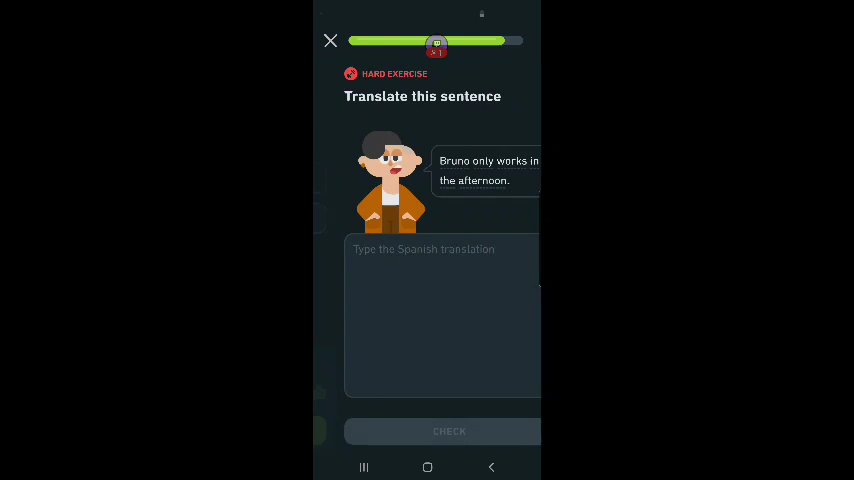 HARD EXERCISE
Translate this sentence
Bruno only works in
the afternoon.
Type the Spanish translation
CHECK